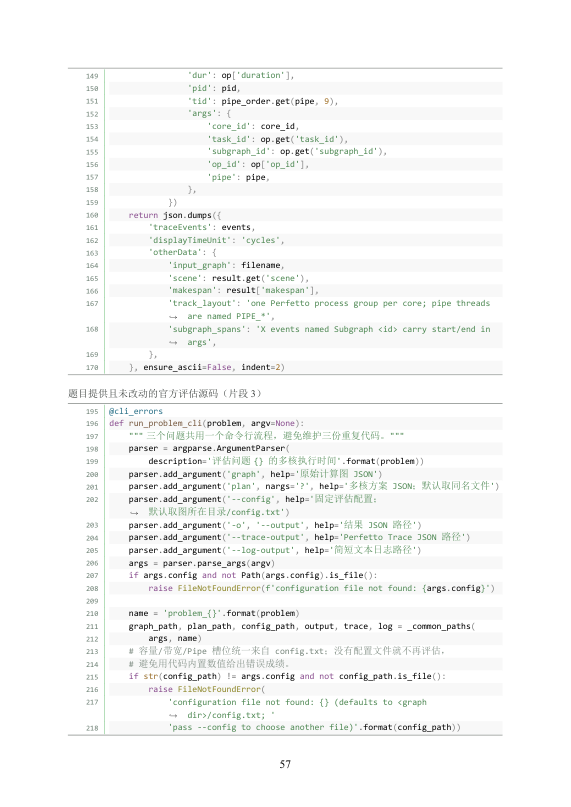 149                 'dur': op['duration'],
150                 'pid': pid,
151                 'tid': pipe_order.get(pipe, 9),
152                 'args': {
153                     'core_id': core_id,
154                     'task_id': op.get('task_id'),
155                     'subgraph_id': op.get('subgraph_id'),
156                     'op_id': op['op_id'],
157                     'pipe': pipe,
158                 },
159             })
160     return json.dumps({
161         'traceEvents': events,
162         'displayTimeUnit': 'cycles',
163         'otherData': {
164             'input_graph': filename,
165             'scene': result.get('scene'),
166             'makespan': result['makespan'],
167             'track_layout': 'one Perfetto process group per core; pipe threads
↪ are named PIPE_*',
168             'subgraph_spans': 'X events named Subgraph <id> carry start/end in
↪ args',
169         },
170     }, ensure_ascii=False, indent=2)
题目提供且未改动的官方评估源码（片段 3）
195 @cli_errors
196 def run_problem_cli(problem, argv=None):
197     """三个问题共用一个命令行流程，避免维护三份重复代码。"""
198     parser = argparse.ArgumentParser(
199         description='评估问题 {} 的多核执行时间'.format(problem))
200     parser.add_argument('graph', help='原始计算图 JSON')
201     parser.add_argument('plan', nargs='?', help='多核方案 JSON；默认取同名文件')
202     parser.add_argument('--config', help='固定评估配置；
↪ 默认取图所在目录/config.txt')
203     parser.add_argument('-o', '--output', help='结果 JSON 路径')
204     parser.add_argument('--trace-output', help='Perfetto Trace JSON 路径')
205     parser.add_argument('--log-output', help='简短文本日志路径')
206     args = parser.parse_args(argv)
207     if args.config and not Path(args.config).is_file():
208         raise FileNotFoundError(f'configuration file not found: {args.config}')
209
210     name = 'problem_{}'.format(problem)
211     graph_path, plan_path, config_path, output, trace, log = _common_paths(
212         args, name)
213     # 容量/带宽/Pipe 槽位统一来自 config.txt；没有配置文件就不再评估，
214     # 避免用代码内置数值给出错误成绩。
215     if str(config_path) != args.config and not config_path.is_file():
216         raise FileNotFoundError(
217             'configuration file not found: {} (defaults to <graph
↪ dir>/config.txt; '
218             'pass --config to choose another file)'.format(config_path))
57